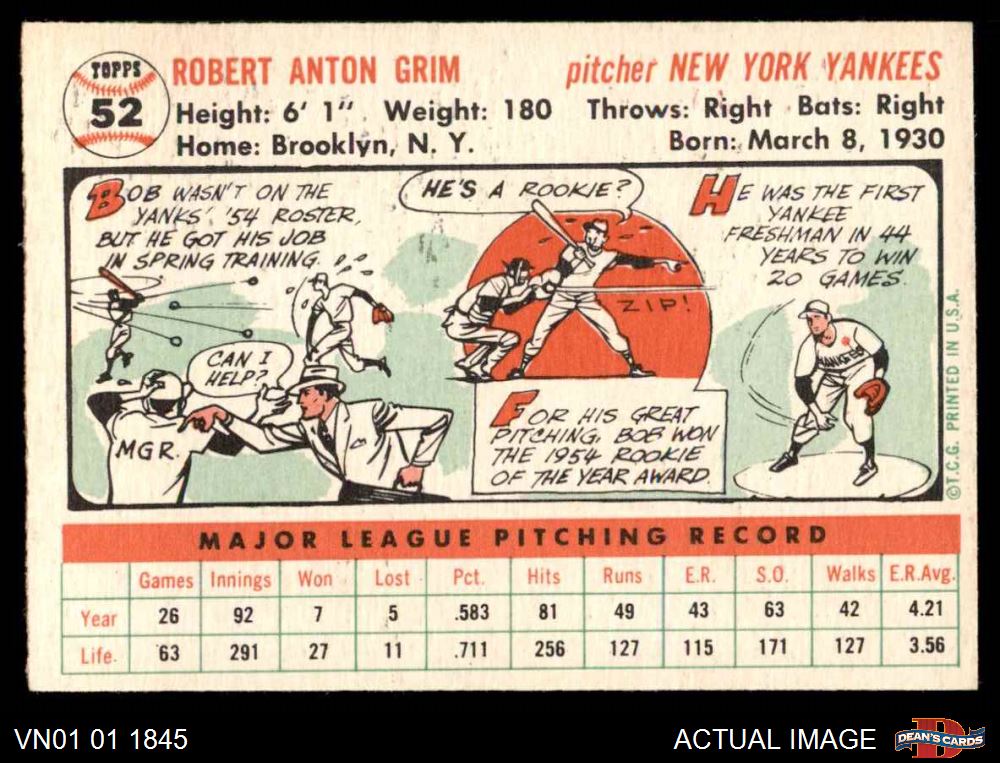 TOPPS
52
ROBERT ANTON GRIM
pitcher NEW YORK YANKEES
Height: 6' 1" Weight: 180 Throws: Right Bats: Right
Home: Brooklyn, N. Y. Born: March 8, 1930
BOB WASN'T ON THE
YANKS' '54 ROSTER,
BUT HE GOT HIS JOB
IN SPRING TRAINING.
CAN I
HELP?
MGR.
HE'S A ROOKIE?
ZIP!
FOR HIS GREAT
PITCHING, BOB WON
THE 1954 ROOKIE
OF THE YEAR AWARD.
HE WAS THE FIRST
YANKEE
FRESHMAN IN 44
YEARS TO WIN
20 GAMES.
YANKEES
©T.C.G. PRINTED IN U.S.A.
MAJOR LEAGUE PITCHING RECORD
Games Innings Won Lost Pct. Hits Runs E.R. S.O. Walks E.R.Avg.
Year 26 92 7 5 .583 81 49 43 63 42 4.21
Life 63 291 27 11 .711 256 127 115 171 127 3.56
VN01 01 1845
ACTUAL IMAGE
DEAN'S CARDS